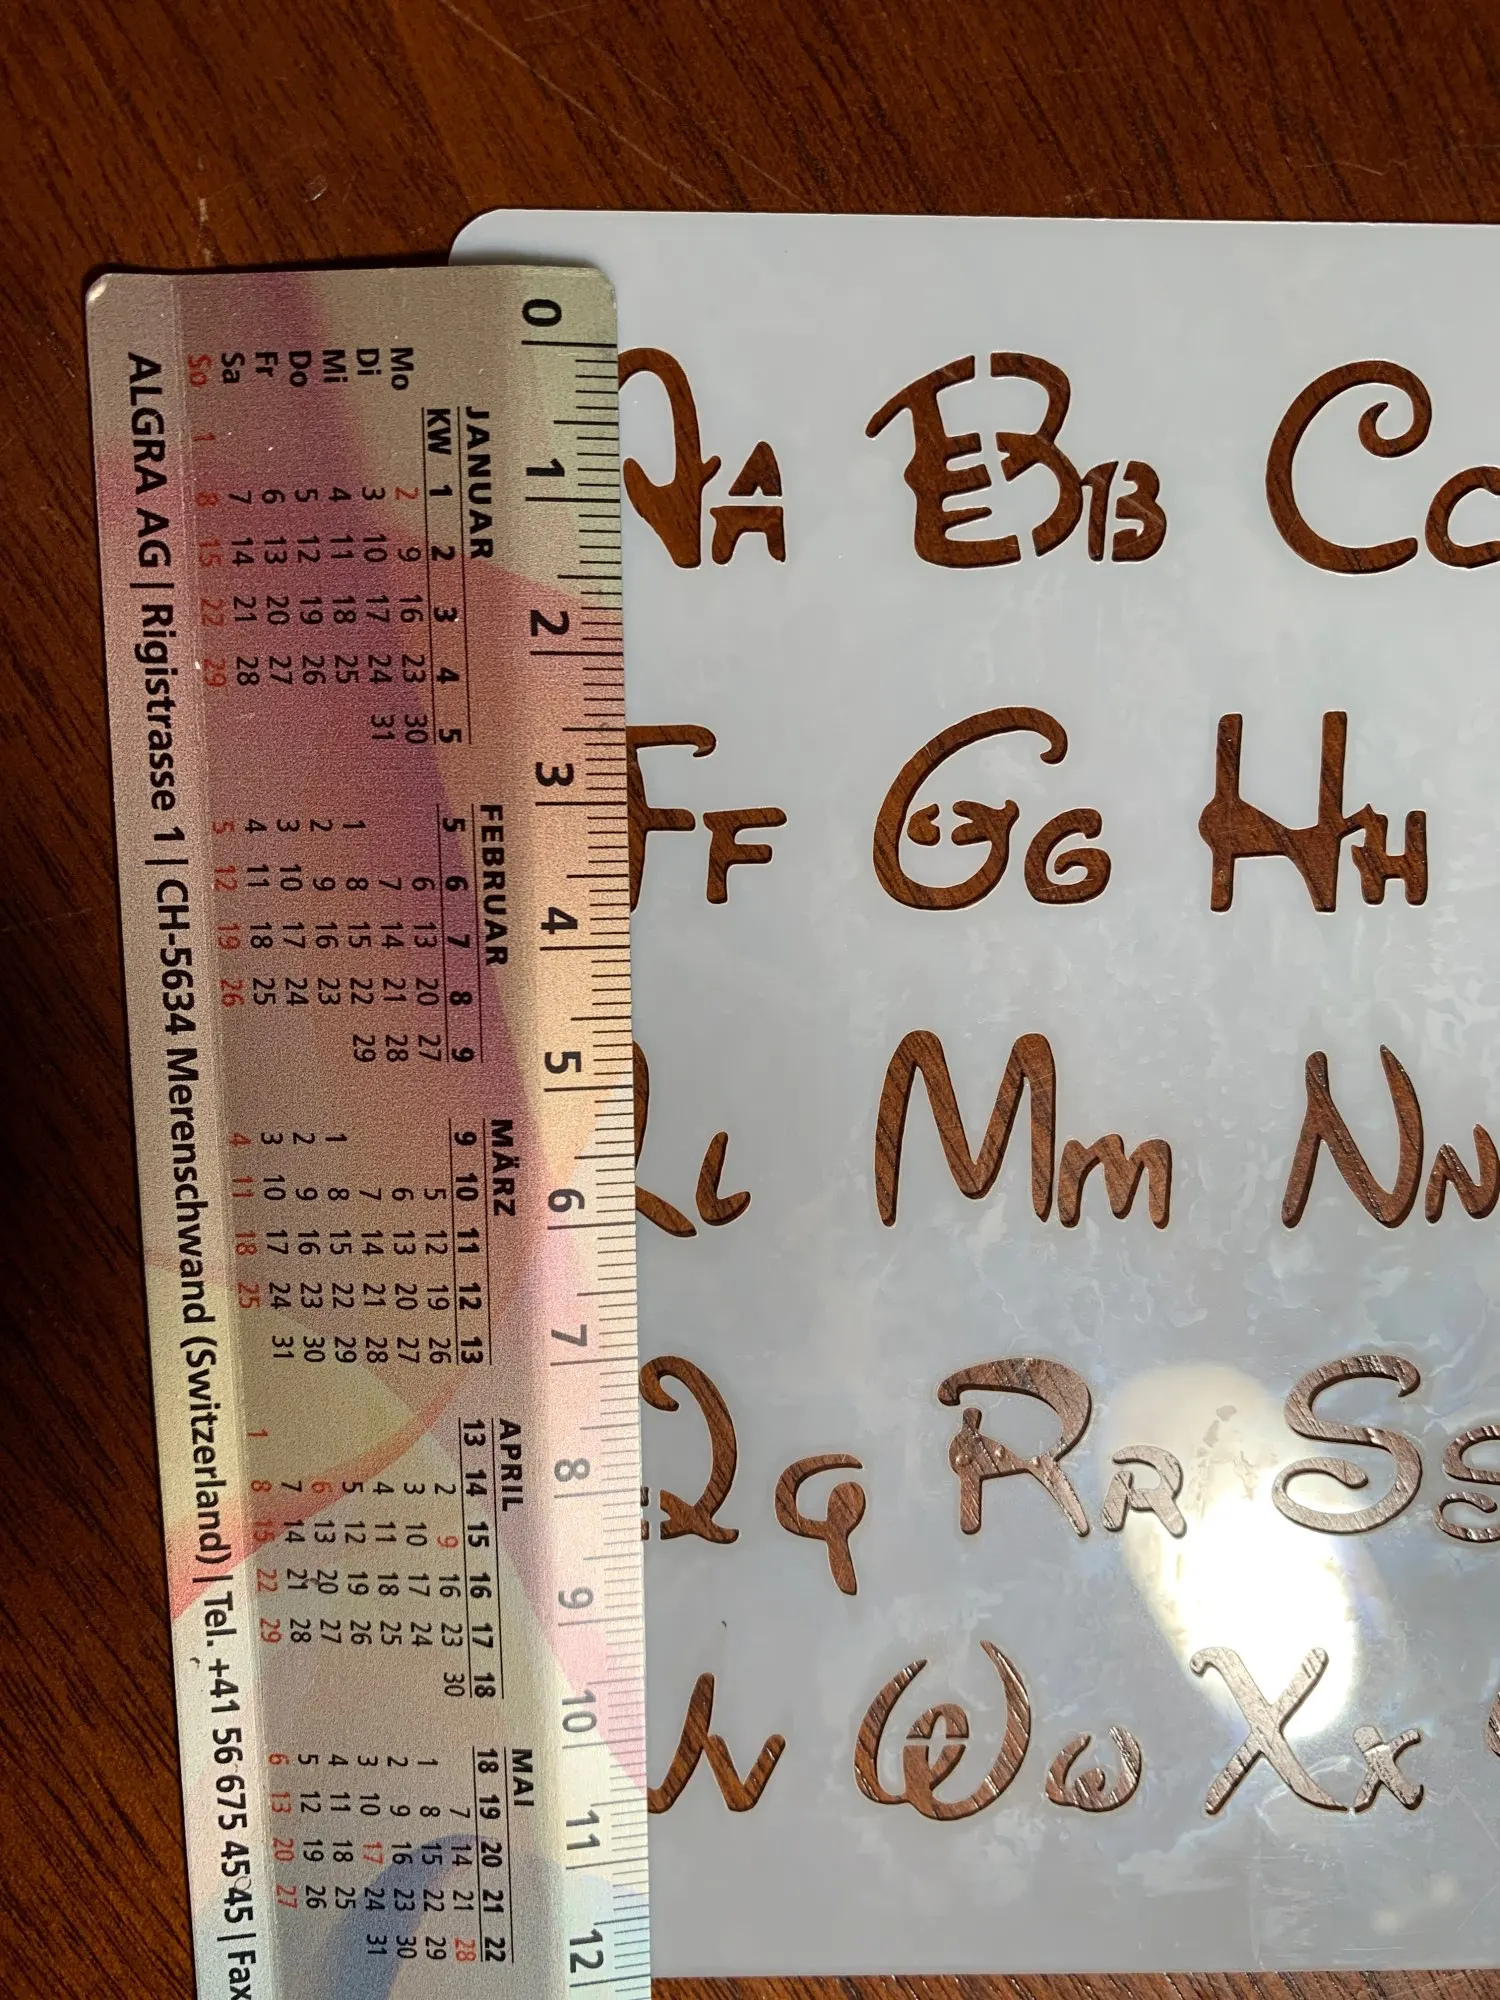 0 1 2 3 4 5 6 7 8 9 10 11 12
JANUAR FEBRUAR MÄRZ APRIL MAI
KW 1 2 3 4 5 5 6 7 8 9 9 10 11 12 13 13 14 15 16 17 18 18 19 20 21 22
Mo 2 9 16 23 30 6 13 20 27 5 12 19 26 2 9 16 23 30 7 14 21 28
Di 3 10 17 24 31 7 14 21 28 6 13 20 27 3 10 17 24 1 8 15 22 29
Mi 4 11 18 25 1 8 15 22 29 7 14 21 28 4 11 18 25 2 9 16 23 30
Do 5 12 19 26 2 9 16 23 1 8 15 22 29 5 12 19 26 3 10 17 24 31
Fr 6 13 20 27 3 10 17 24 2 9 16 23 30 6 13 20 27 4 11 18 25
Sa 7 14 21 28 4 11 18 25 3 10 17 24 31 7 14 21 28 5 12 19 26
So 1 8 15 22 29 5 12 19 26 4 11 18 25 1 8 15 22 29 6 13 20 27
ALGRA AG | Rigistrasse 1 | CH-5634 Merenschwand (Switzerland) | Tel. +41 56 675 45 45 | Fax
AA BB Cc
FF GG HH
LL Mm Nn
Qq RR Ss
Vv Ww Xx